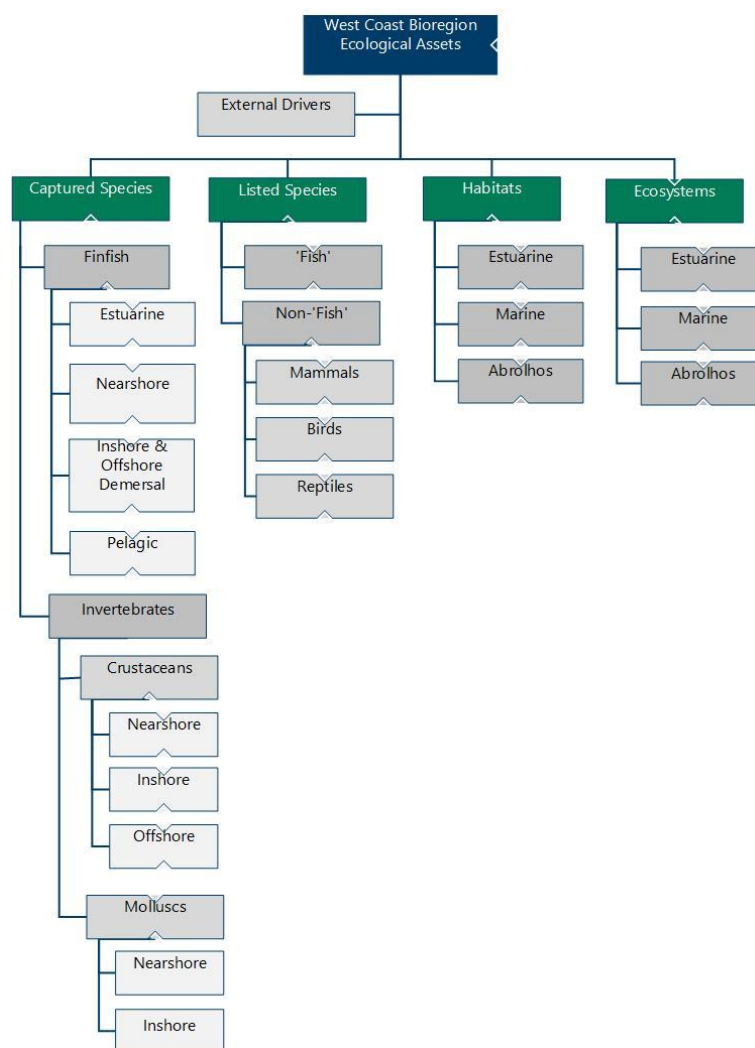 West Coast Bioregion
Ecological Assets
External Drivers
Captured Species
Listed Species
Habitats
Ecosystems
Finfish
Estuarine
Nearshore
Inshore &
Offshore
Demersal
Pelagic
Invertebrates
Crustaceans
Nearshore
Inshore
Offshore
Molluscs
Nearshore
Inshore
'Fish'
Non-'Fish'
Mammals
Birds
Reptiles
Estuarine
Marine
Abrolhos
Estuarine
Marine
Abrolhos